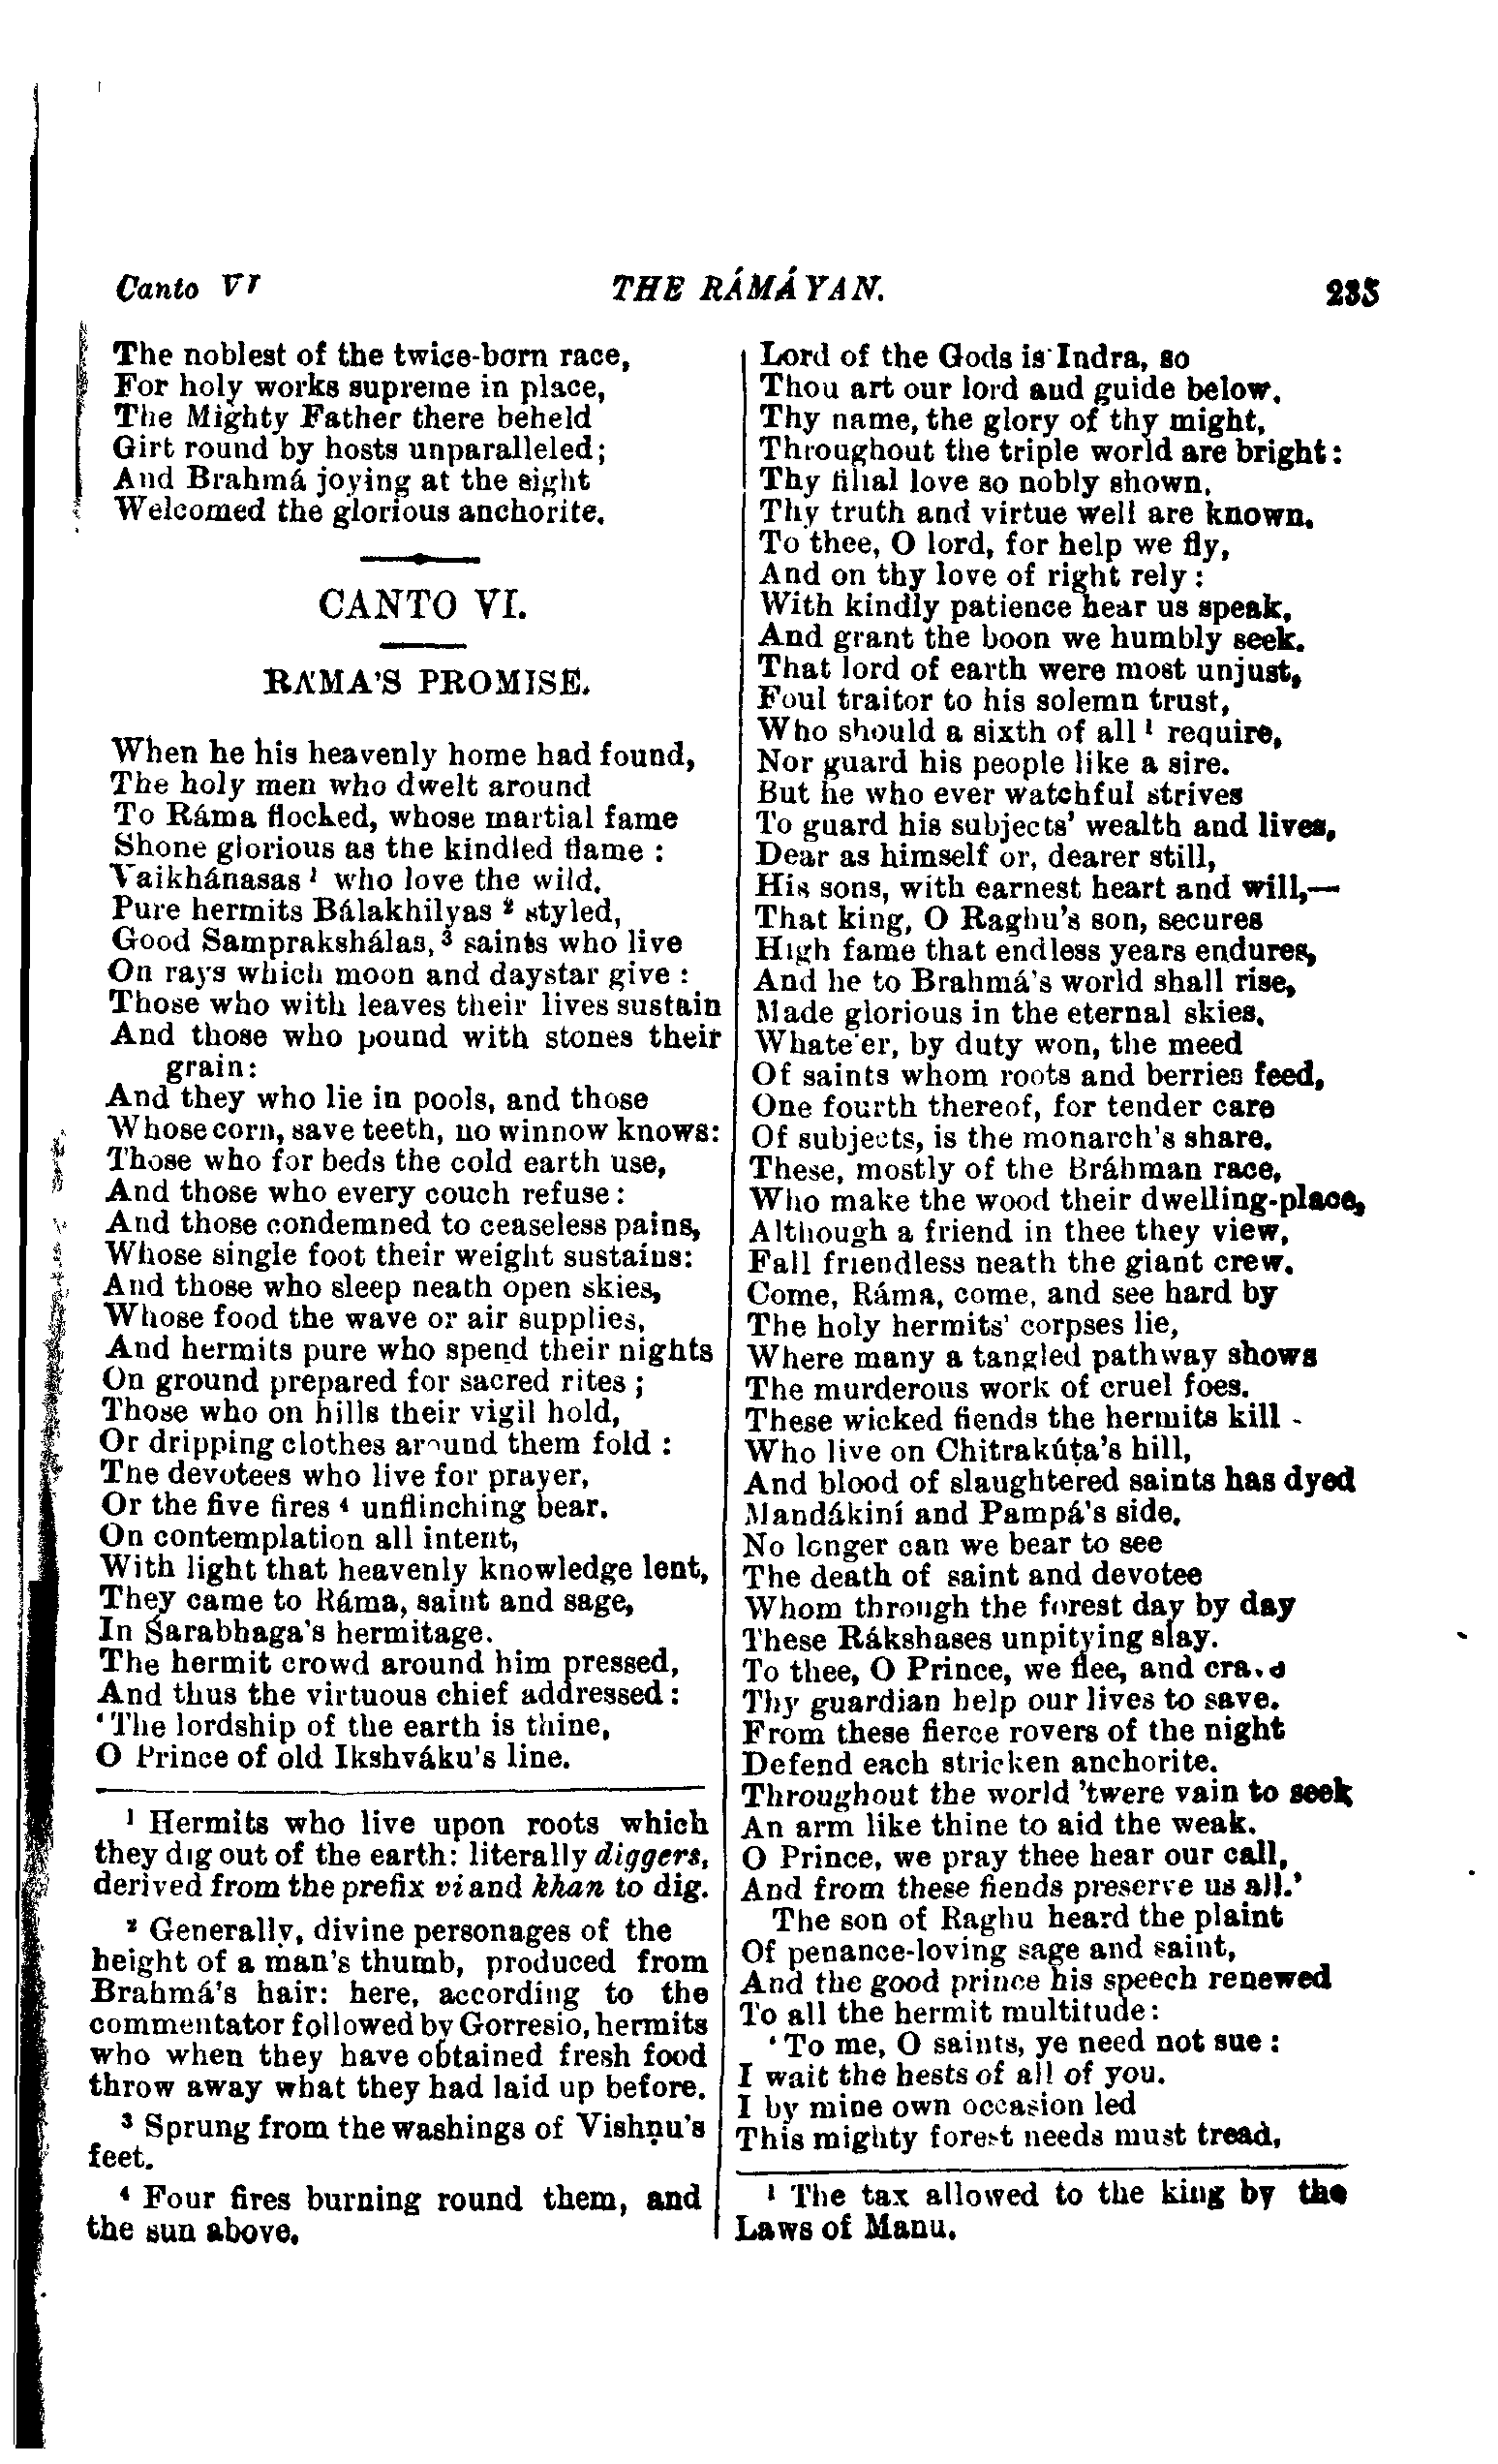 Canto VI
THE RÁMÁYAN.
235
The noblest of the twice-born race,
For holy works supreme in place,
The Mighty Father there beheld
Girt round by hosts unparalleled;
And Brahmá joying at the sight
Welcomed the glorious anchorite.
CANTO VI.
RÁMA'S PROMISE.
When he his heavenly home had found,
The holy men who dwelt around
To Ráma flocked, whose martial fame
Shone glorious as the kindled flame :
Vaikhánasas ¹ who love the wild,
Pure hermits Bálakhilyas ² styled,
Good Samprakshálas, ³ saints who live
On rays which moon and daystar give :
Those who with leaves their lives sustain
And those who pound with stones their
grain:
And they who lie in pools, and those
Whose corn, save teeth, no winnow knows:
Those who for beds the cold earth use,
And those who every couch refuse:
And those condemned to ceaseless pains,
Whose single foot their weight sustains:
And those who sleep neath open skies,
Whose food the wave or air supplies,
And hermits pure who spend their nights
On ground prepared for sacred rites ;
Those who on hills their vigil hold,
Or dripping clothes around them fold :
The devotees who live for prayer,
Or the five fires ⁴ unflinching bear.
On contemplation all intent,
With light that heavenly knowledge lent,
They came to Ráma, saint and sage,
In Śarabhaga's hermitage.
The hermit crowd around him pressed,
And thus the virtuous chief addressed:
'The lordship of the earth is thine,
O Prince of old Ikshváku's line.
¹ Hermits who live upon roots which
they dig out of the earth: literally diggers,
derived from the prefix vi and khan to dig.
² Generally, divine personages of the
height of a man's thumb, produced from
Brahmá's hair: here, according to the
commentator followed by Gorresio, hermits
who when they have obtained fresh food
throw away what they had laid up before.
³ Sprung from the washings of Vishṇu's
feet.
⁴ Four fires burning round them, and
the sun above.
Lord of the Gods is Indra, so
Thou art our lord and guide below.
Thy name, the glory of thy might,
Throughout the triple world are bright:
Thy filial love so nobly shown,
Thy truth and virtue well are known.
To thee, O lord, for help we fly,
And on thy love of right rely:
With kindly patience hear us speak,
And grant the boon we humbly seek.
That lord of earth were most unjust,
Foul traitor to his solemn trust,
Who should a sixth of all ¹ require,
Nor guard his people like a sire.
But he who ever watchful strives
To guard his subjects' wealth and lives,
Dear as himself or, dearer still,
His sons, with earnest heart and will,—
That king, O Raghu's son, secures
High fame that endless years endures,
And he to Brahmá's world shall rise,
Made glorious in the eternal skies.
Whate'er, by duty won, the meed
Of saints whom roots and berries feed,
One fourth thereof, for tender care
Of subjects, is the monarch's share.
These, mostly of the Bráhman race,
Who make the wood their dwelling-place,
Although a friend in thee they view,
Fall friendless neath the giant crew.
Come, Ráma, come, and see hard by
The holy hermits' corpses lie,
Where many a tangled pathway shows
The murderous work of cruel foes.
These wicked fiends the hermits kill
Who live on Chitrakúṭa's hill,
And blood of slaughtered saints has dyed
Mandákiní and Pampá's side.
No longer can we bear to see
The death of saint and devotee
Whom through the forest day by day
These Rákshases unpitying slay.
To thee, O Prince, we flee, and crave
Thy guardian help our lives to save.
From these fierce rovers of the night
Defend each stricken anchorite.
Throughout the world 'twere vain to seek
An arm like thine to aid the weak.
O Prince, we pray thee hear our call,
And from these fiends preserve us all.'
The son of Raghu heard the plaint
Of penance-loving sage and saint,
And the good prince his speech renewed
To all the hermit multitude:
'To me, O saints, ye need not sue :
I wait the hests of all of you.
I by mine own occasion led
This mighty forest needs must tread,
¹ The tax allowed to the king by the
Laws of Manu.